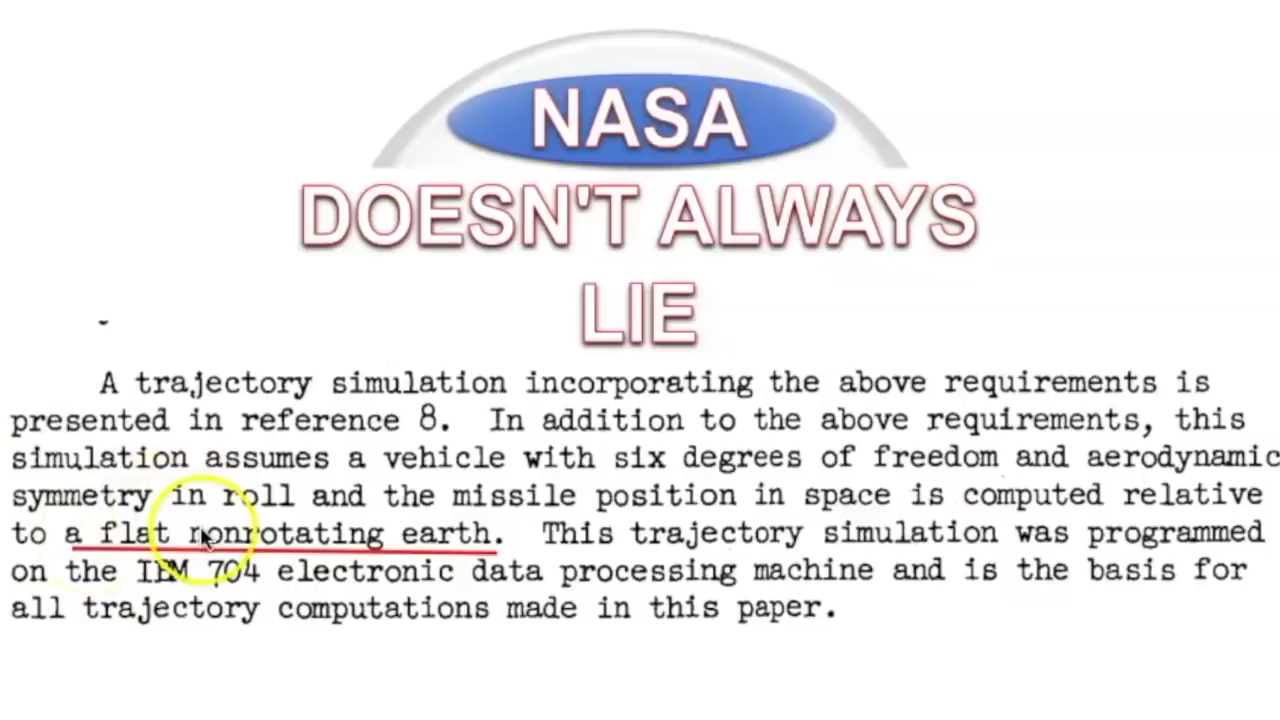 NASA
DOESN'T ALWAYS
LIE
A trajectory simulation incorporating the above requirements is
presented in reference 8. In addition to the above requirements, this
simulation assumes a vehicle with six degrees of freedom and aerodynamic
symmetry in roll and the missile position in space is computed relative
to a flat nonrotating earth. This trajectory simulation was programmed
on the IBM 704 electronic data processing machine and is the basis for
all trajectory computations made in this paper.